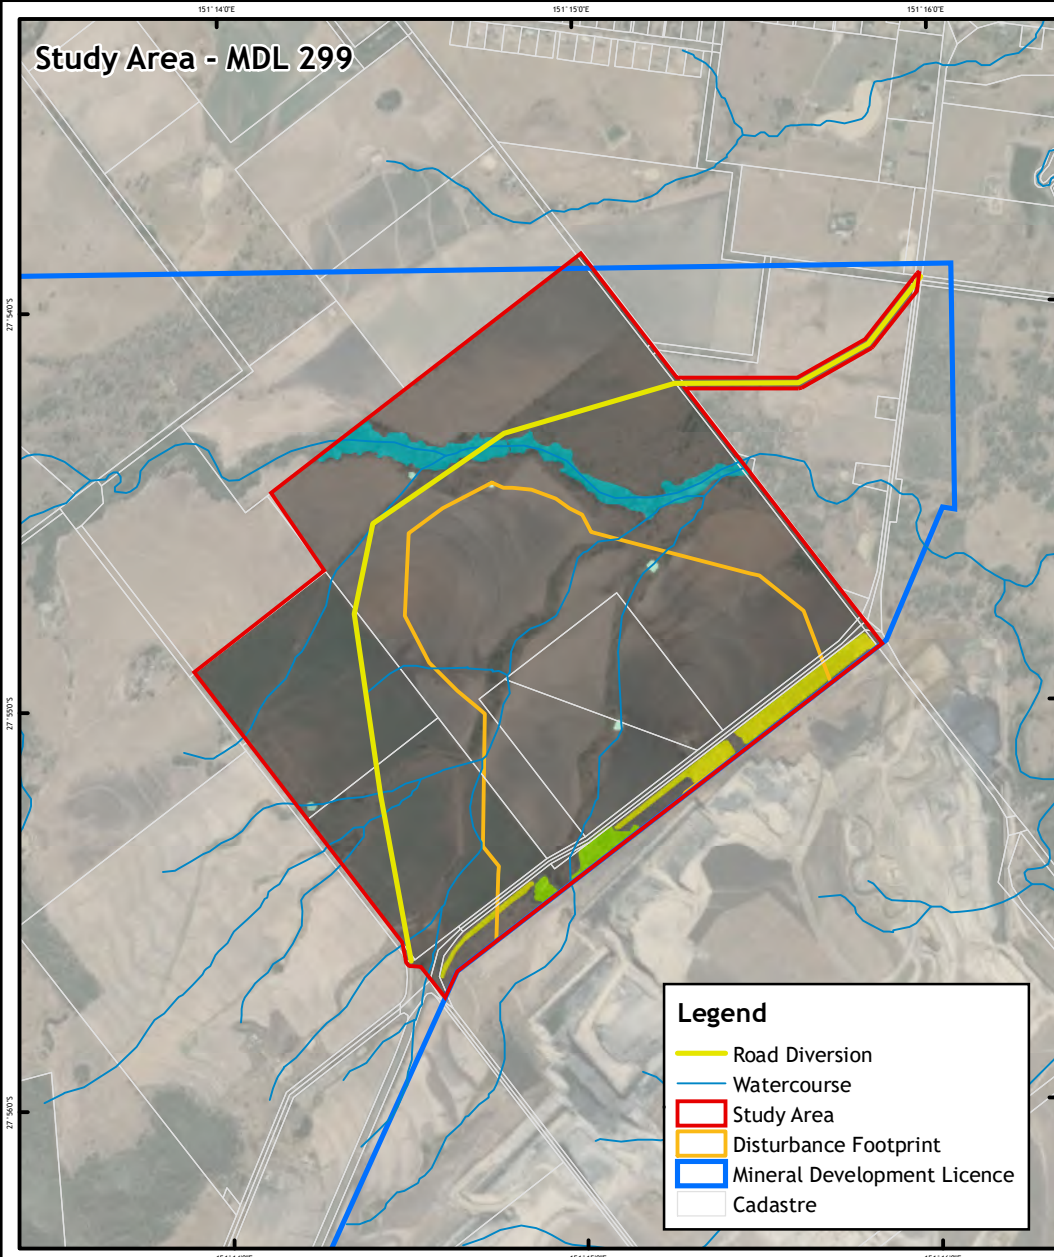 151°14'0"E
151°15'0"E
151°16'0"E
Study Area - MDL 299
27°54'0"S
27°55'0"S
27°56'0"S
Legend
Road Diversion
Watercourse
Study Area
Disturbance Footprint
Mineral Development Licence
Cadastre